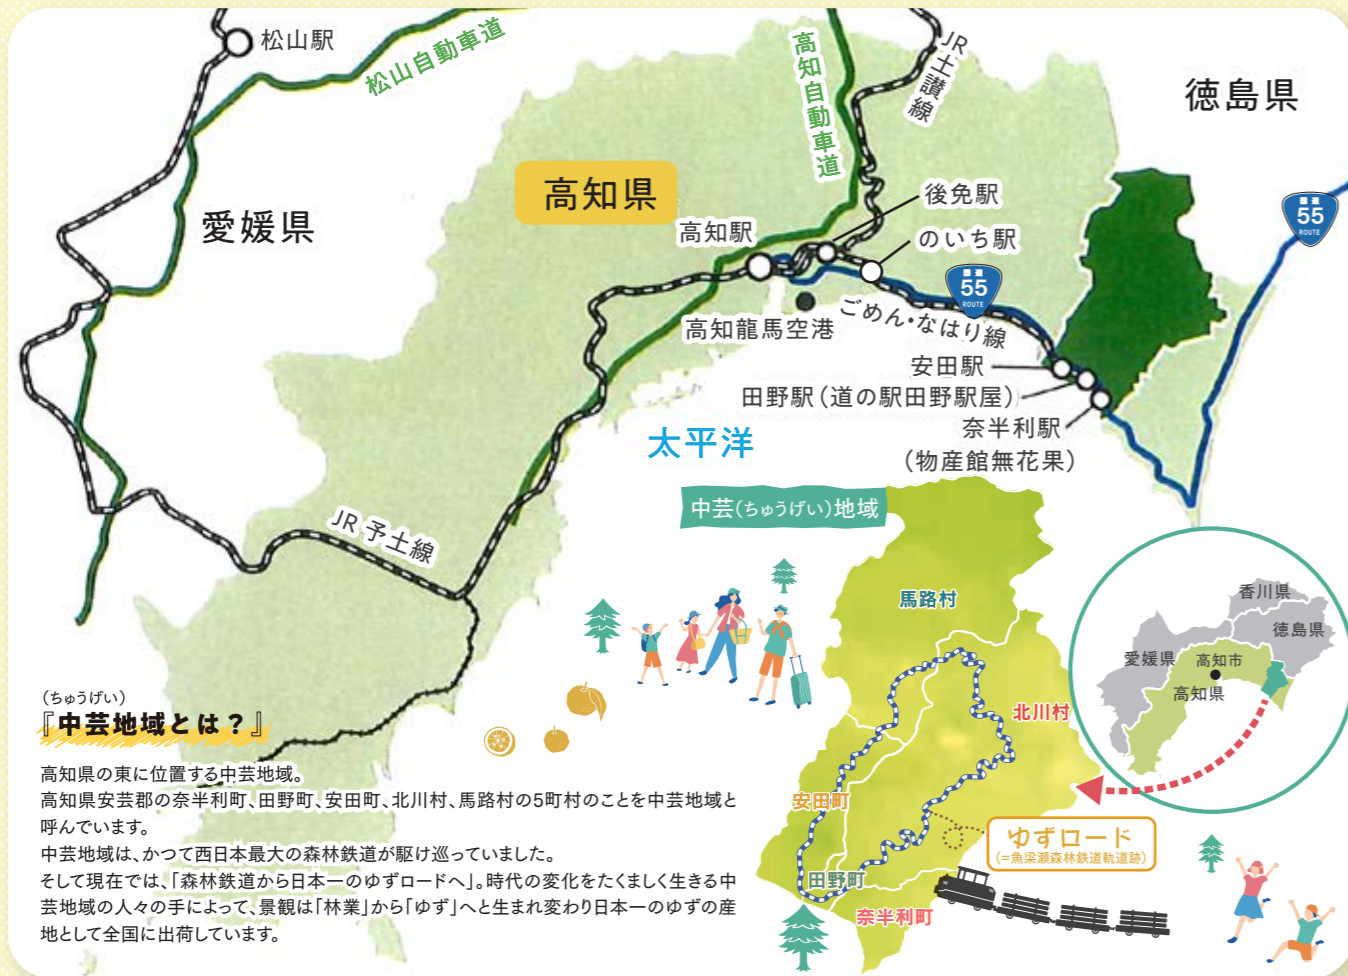 松山駅
松山自動車道
高知自動車道
JR土讃線
徳島県
高知県
愛媛県
後免駅
高知駅
のいち駅
国道
55
ROUTE
国道
55
ROUTE
高知龍馬空港
ごめん・なはり線
安田駅
田野駅(道の駅田野駅屋)
奈半利駅
(物産館無花果)
太平洋
JR 予土線
中芸(ちゅうげい)地域
馬路村
北川村
安田町
田野町
奈半利町
ゆずロード
(=魚梁瀬森林鉄道軌道跡)
香川県
徳島県
愛媛県
高知市
高知県
(ちゅうげい)
『中芸地域とは?』
高知県の東に位置する中芸地域。
高知県安芸郡の奈半利町、田野町、安田町、北川村、馬路村の5町村のことを中芸地域と
呼んでいます。
中芸地域は、かつて西日本最大の森林鉄道が駆け巡っていました。
そして現在では、「森林鉄道から日本一のゆずロードへ」。時代の変化をたくましく生きる中
芸地域の人々の手によって、景観は「林業」から「ゆず」へと生まれ変わり日本一のゆずの産
地として全国に出荷しています。